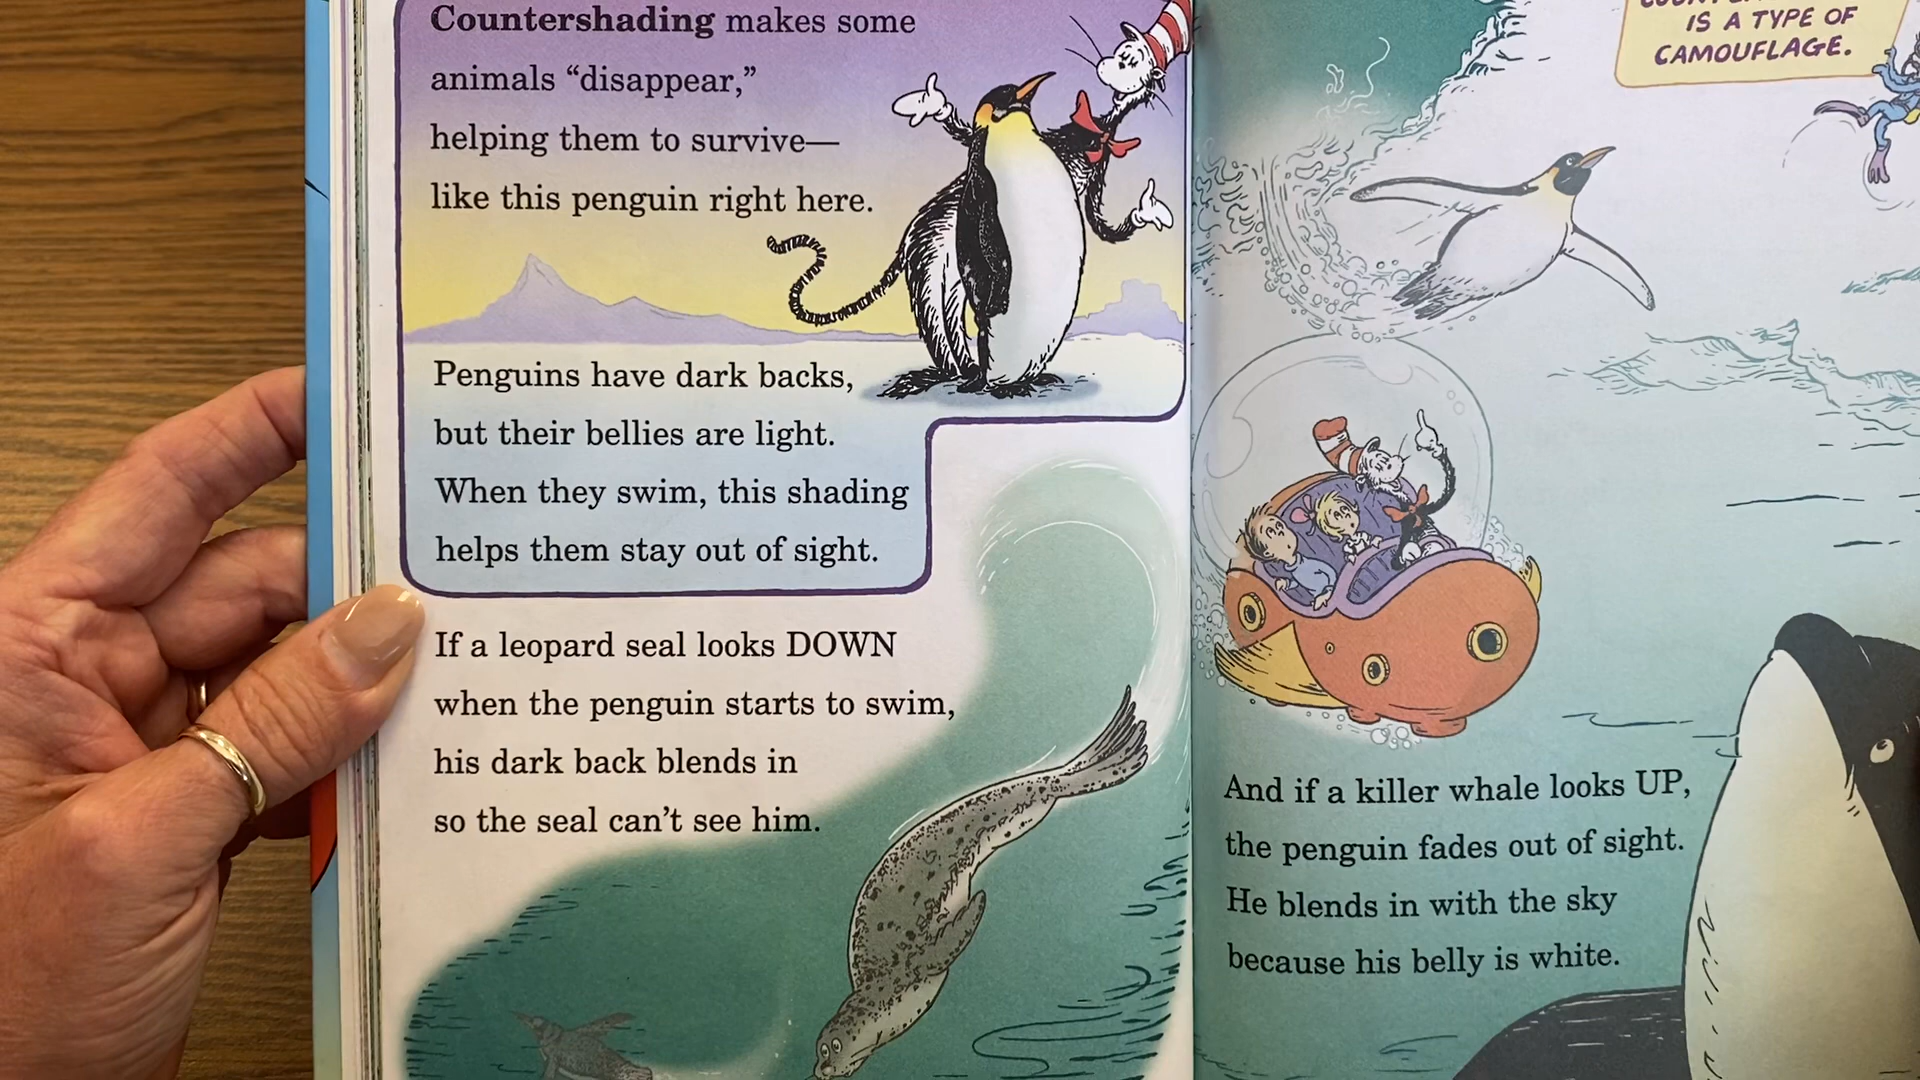 Countershading makes some
animals “disappear,”
helping them to survive—
like this penguin right here.
Penguins have dark backs,
but their bellies are light.
When they swim, this shading
helps them stay out of sight.
If a leopard seal looks DOWN
when the penguin starts to swim,
his dark back blends in
so the seal can’t see him.
IS A TYPE OF
CAMOUFLAGE.
And if a killer whale looks UP,
the penguin fades out of sight.
He blends in with the sky
because his belly is white.